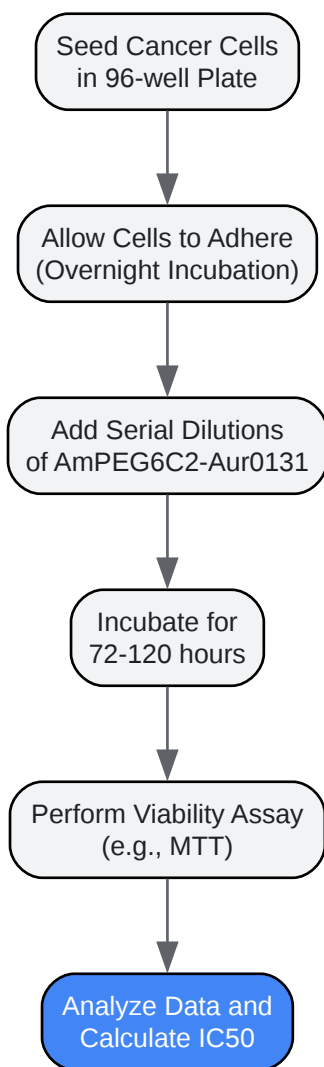 Seed Cancer Cells
in 96-well Plate
Allow Cells to Adhere
(Overnight Incubation)
Add Serial Dilutions
of AmPEG6C2-Aur0131
Incubate for
72-120 hours
Perform Viability Assay
(e.g., MTT)
Analyze Data and
Calculate IC50